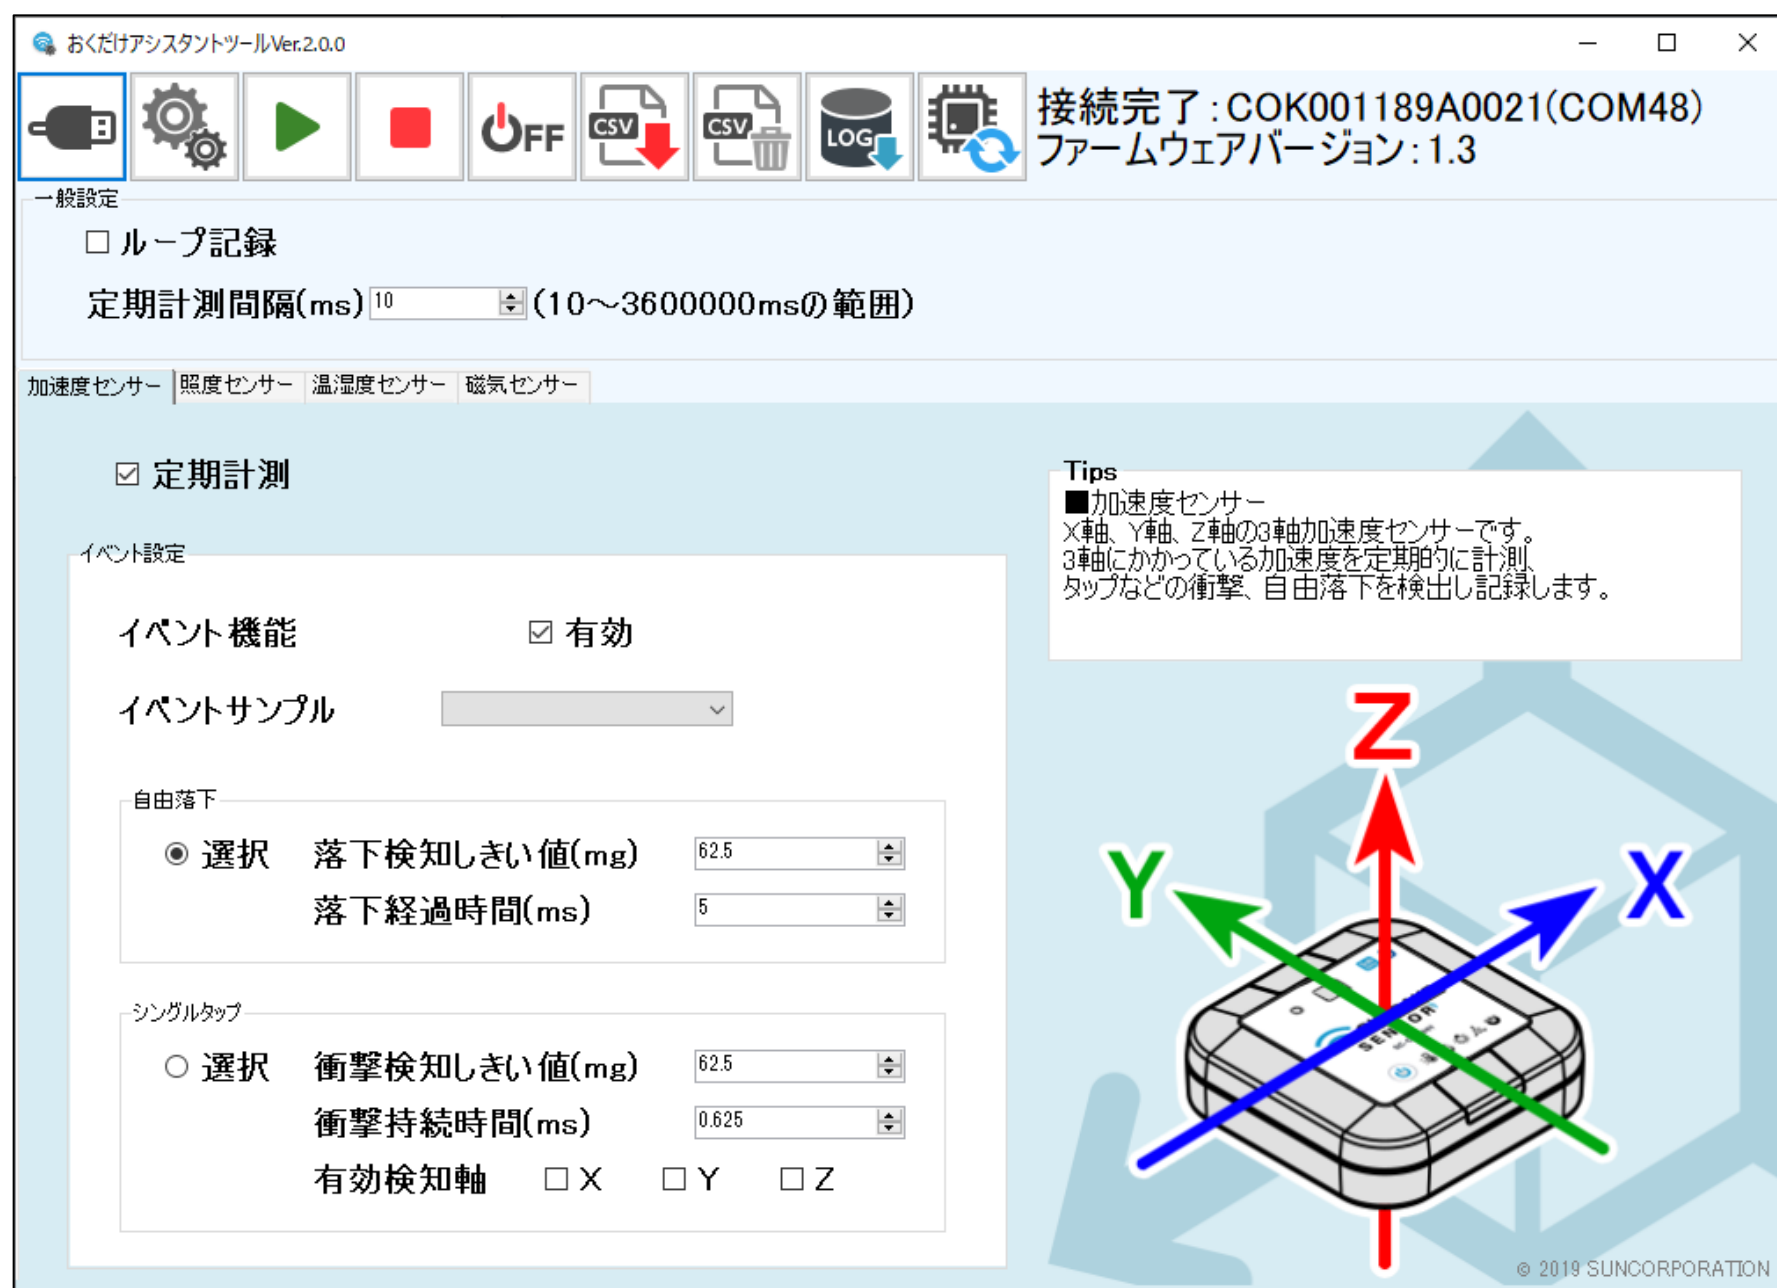 おくだけアシスタントツールVer.2.0.0
OFF
CSV
CSV
LOG
接続完了:COK001189A0021(COM48)
ファームウェアバージョン:1.3
一般設定
ループ記録
定期計測間隔(ms) 10 (10～3600000msの範囲)
加速度センサー 照度センサー 温湿度センサー 磁気センサー
定期計測
イベント設定
イベント機能 有効
イベントサンプル
自由落下
選択 落下検知しきい値(mg) 62.5
落下経過時間(ms) 5
シングルタップ
選択 衝撃検知しきい値(mg) 62.5
衝撃持続時間(ms) 0.625
有効検知軸 X Y Z
Tips
■加速度センサー
X軸、Y軸、Z軸の3軸加速度センサーです。
3軸にかかっている加速度を定期的に計測、
タップなどの衝撃、自由落下を検出し記録します。
Z
Y
X
© 2019 SUNCORPORATION